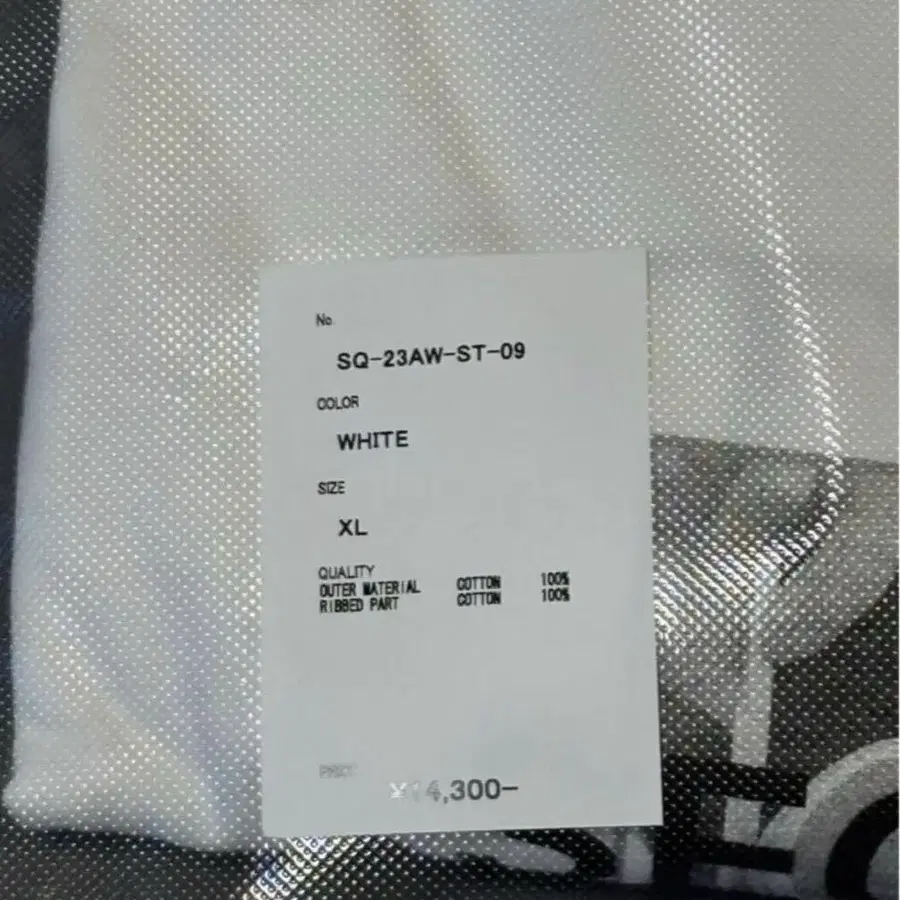 No.
SQ-23AW-ST-09
COLOR
WHITE
SIZE
XL
QUALITY
OUTER MATERIAL COTTON 100%
RIBBED PART COTTON 100%
PRICE
¥14,300-